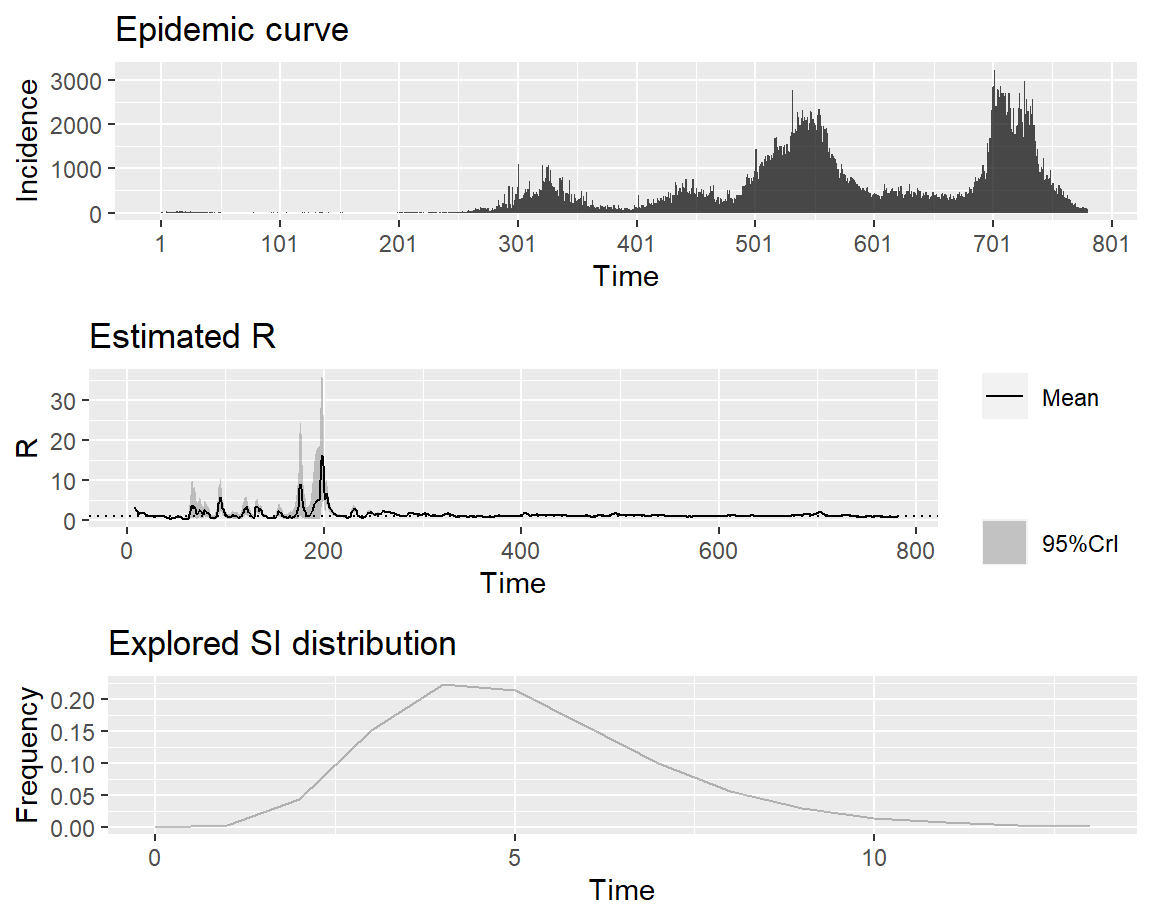 Epidemic curve
Incidence
3000
2000
1000
0
1 101 201 301 401 501 601 701 801
Time
Estimated R
R
30
20
10
0
0 200 400 600 800
Time
Mean
95%CrI
Explored SI distribution
Frequency
0.20
0.15
0.10
0.05
0.00
0 5 10
Time